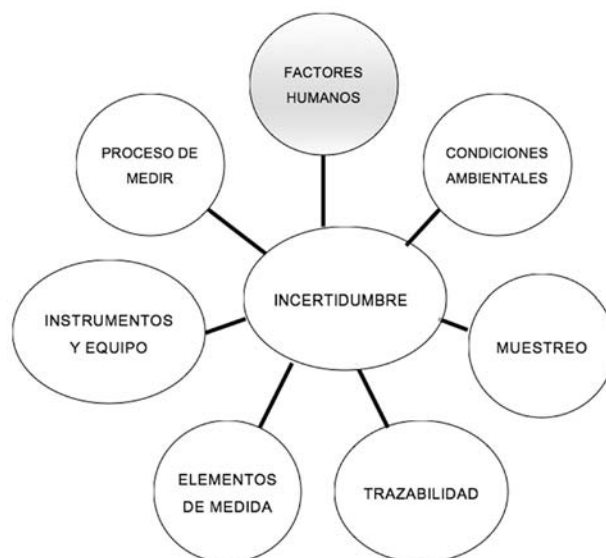 FACTORES
HUMANOS
PROCESO DE
MEDIR
CONDICIONES
AMBIENTALES
INCERTIDUMBRE
INSTRUMENTOS
Y EQUIPO
MUESTREO
ELEMENTOS
DE MEDIDA
TRAZABILIDAD